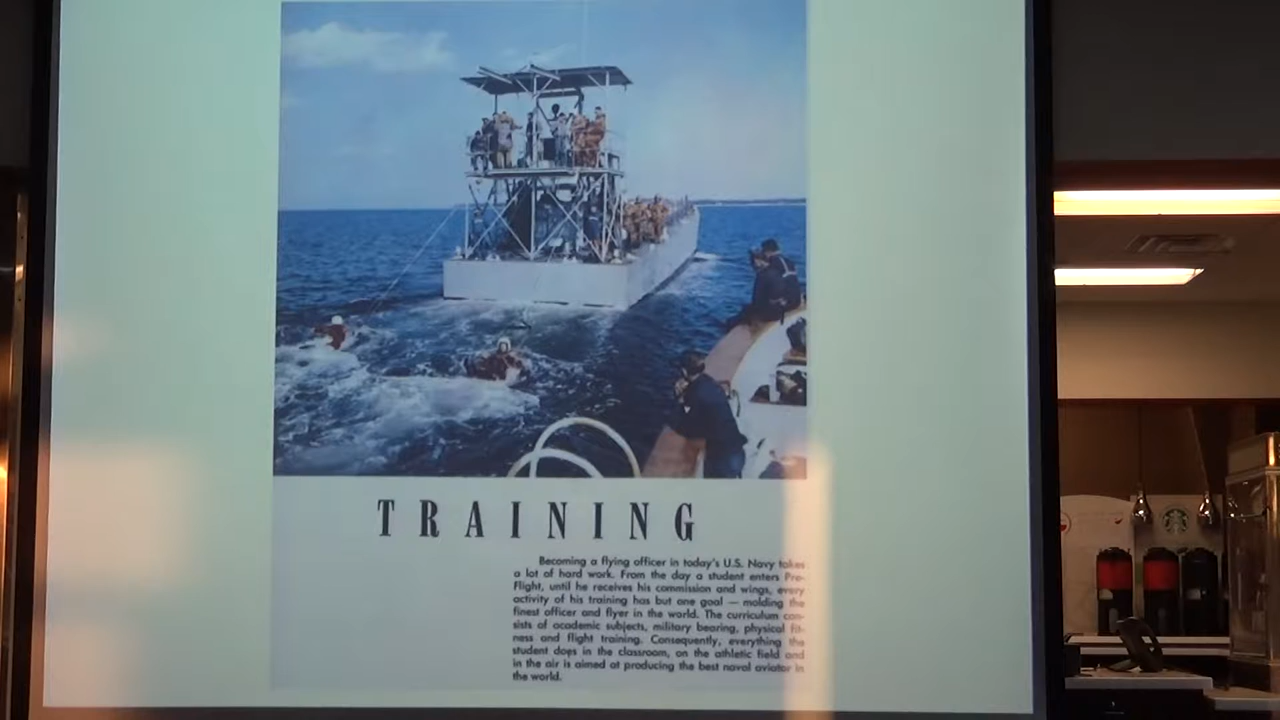 TRAINING
Becoming a flying officer in today's U.S. Navy takes
a lot of hard work. From the day a student enters Pre-
Flight, until he receives his commission and wings, every
activity of his training has but one goal — molding the
finest officer and flyer in the world. The curriculum con-
sists of academic subjects, military bearing, physical fit-
ness and flight training. Consequently, everything the
student does in the classroom, on the athletic field and
in the air is aimed at producing the best naval aviator in
the world.